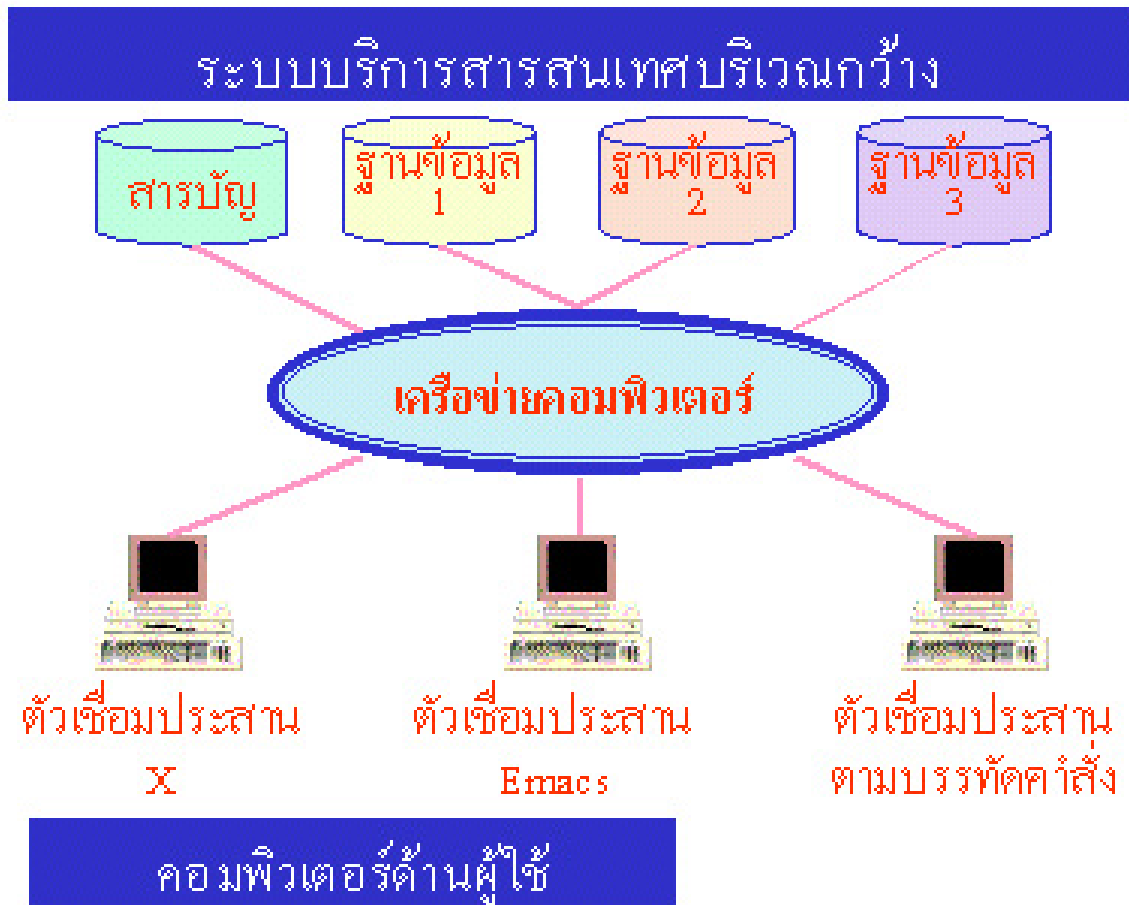 ระบบบริการสารสนเทศบริเวณกว้าง
สารบัญ
ฐานข้อมูล
1
ฐานข้อมูล
2
ฐานข้อมูล
3
เครือข่ายคอมพิวเตอร์
ตัวเชื่อมประสาน
X
ตัวเชื่อมประสาน
Emacs
ตัวเชื่อมประสาน
ตามบรรทัดคำสั่ง
คอมพิวเตอร์ด้านผู้ใช้